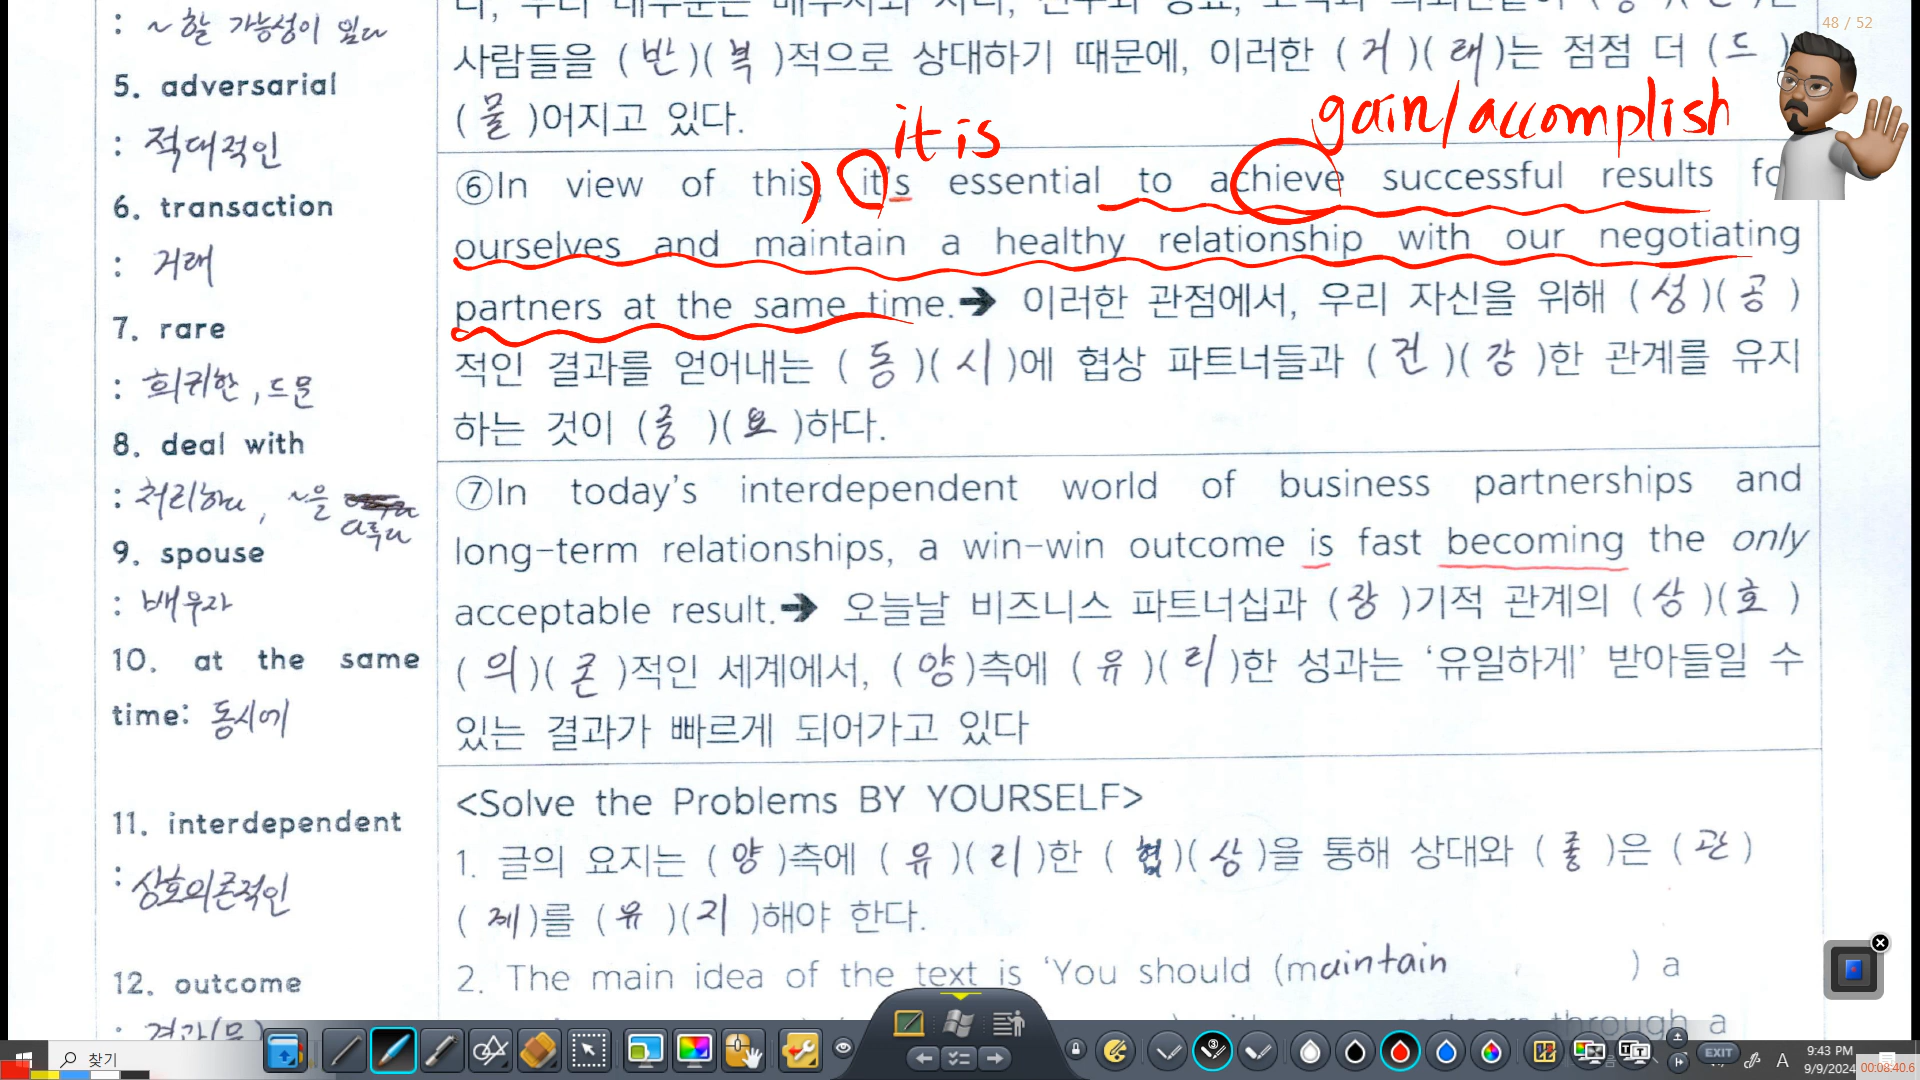 48 / 52
: ~할 가능성이 있다
5. adversarial
: 적대적인
6. transaction
: 거래
7. rare
: 희귀한, 드문
8. deal with
: 처리하다, ~을
다루다
9. spouse
: 배우자
10. at the same
time: 동시에
11. interdependent
: 상호의존적인
12. outcome
: 결과(물)
사람들을 ( 반 )( 복 )적으로 상대하기 때문에, 이러한 ( 거 )( 래 )는 점점 더 ( 드 )
( 물 )어지고 있다.
it is
gain/accomplish
⑥In view of this, it's essential to achieve successful results for
ourselves and maintain a healthy relationship with our negotiating
partners at the same time.➔ 이러한 관점에서, 우리 자신을 위해 ( 성 )( 공 )
적인 결과를 얻어내는 ( 동 )( 시 )에 협상 파트너들과 ( 건 )( 강 )한 관계를 유지
하는 것이 ( 중 )( 요 )하다.
⑦In today's interdependent world of business partnerships and
long-term relationships, a win-win outcome is fast becoming the only
acceptable result.➔ 오늘날 비즈니스 파트너십과 ( 장 )기적 관계의 ( 상 )( 호 )
( 의 )( 존 )적인 세계에서, ( 양 )측에 ( 유 )( 리 )한 성과는 '유일하게' 받아들일 수
있는 결과가 빠르게 되어가고 있다
<Solve the Problems BY YOURSELF>
1. 글의 요지는 ( 양 )측에 ( 유 )( 리 )한 ( 협 )( 상 )을 통해 상대와 ( 좋 )은 ( 관 )
( 계 )를 ( 유 )( 지 )해야 한다.
2. The main idea of the text is 'You should (maintain ) a
through a
찾기
EXIT
A
9:43 PM
9/9/2024
00:08:40.6